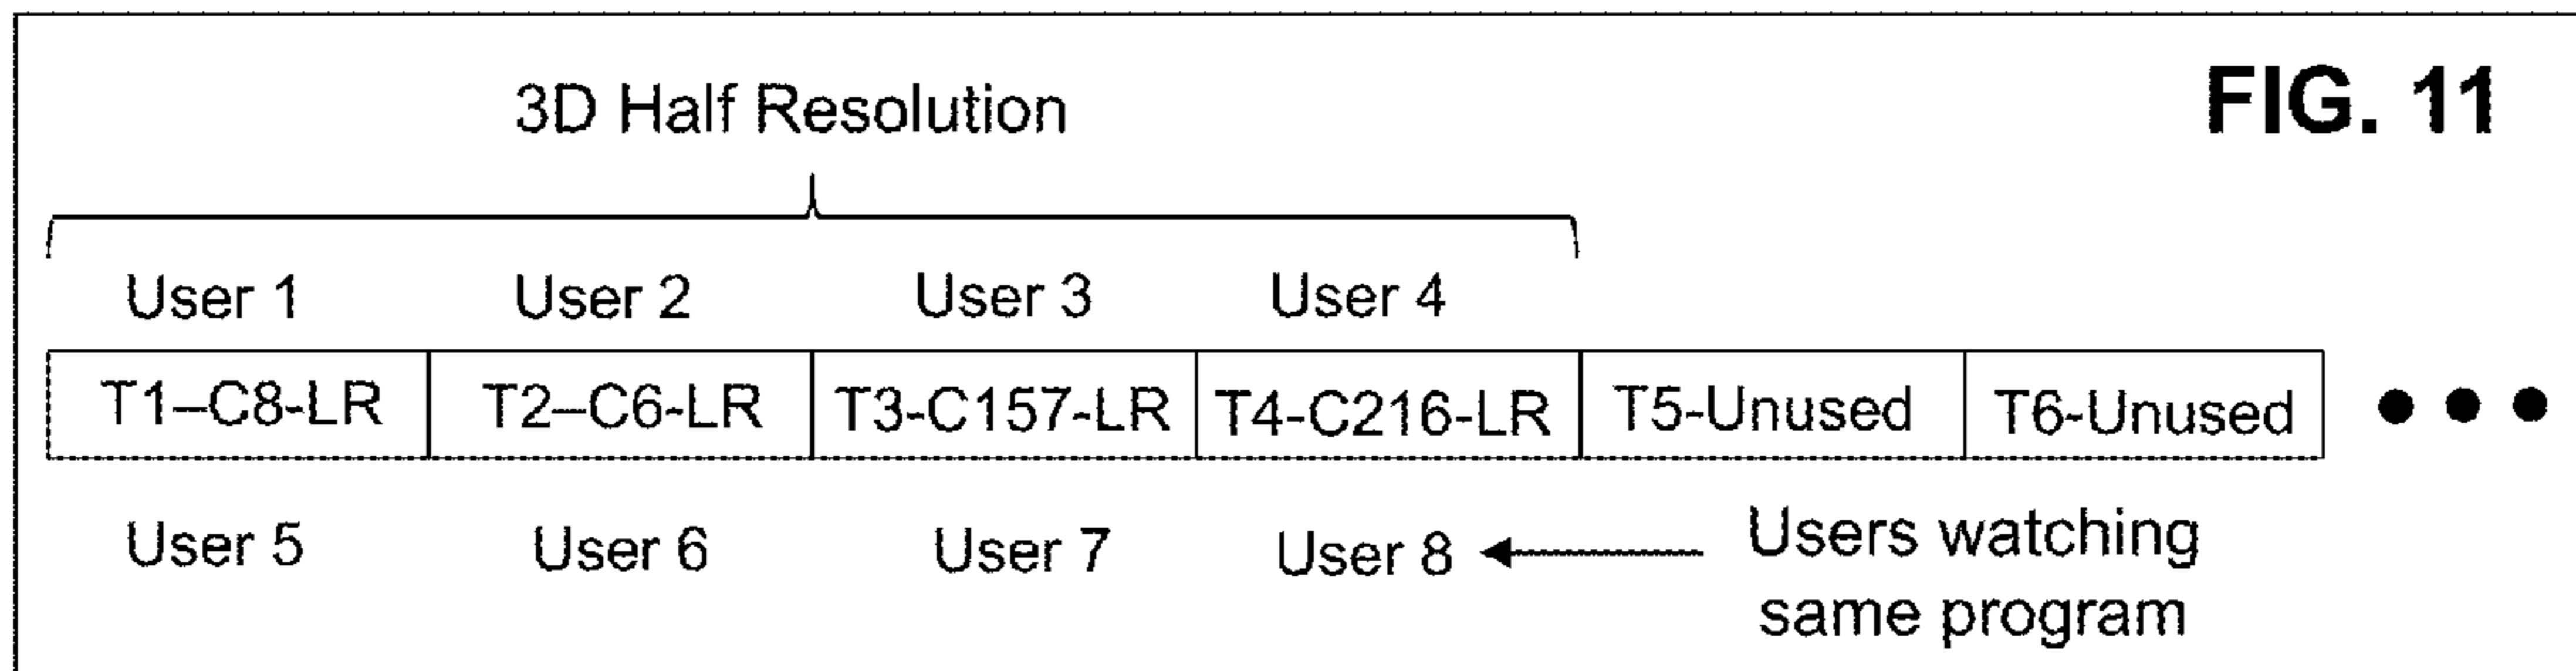 FIG. 11
3D Half Resolution
User 1 User 2 User 3 User 4
T1–C8-LR T2–C6-LR T3-C157-LR T4-C216-LR T5-Unused T6-Unused
User 5 User 6 User 7 User 8 Users watching
same program